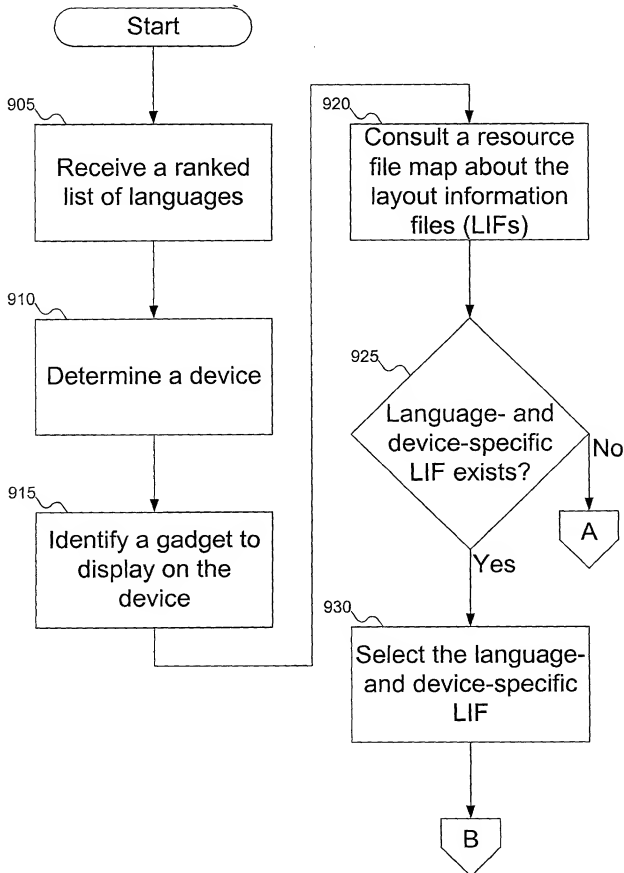 Start
905
Receive a ranked
list of languages
910
Determine a device
915
Identify a gadget to
display on the
device
920
Consult a resource
file map about the
layout information
files (LIFs)
925
Language- and
device-specific
LIF exists?
No
A
Yes
930
Select the language-
and device-specific
LIF
B